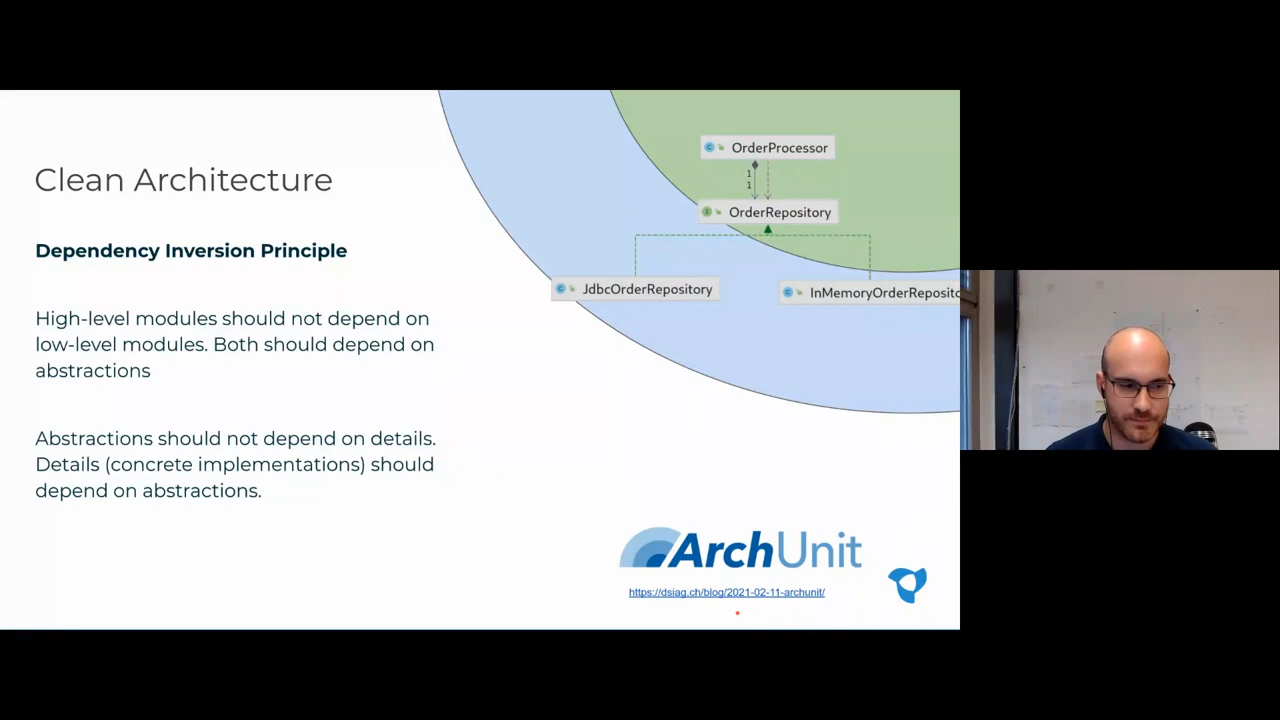 Clean Architecture
Dependency Inversion Principle
High-level modules should not depend on
low-level modules. Both should depend on
abstractions
Abstractions should not depend on details.
Details (concrete implementations) should
depend on abstractions.
C OrderProcessor
1
1
I OrderRepository
C JdbcOrderRepository
C InMemoryOrderReposito
ArchUnit
https://dsiag.ch/blog/2021-02-11-archunit/